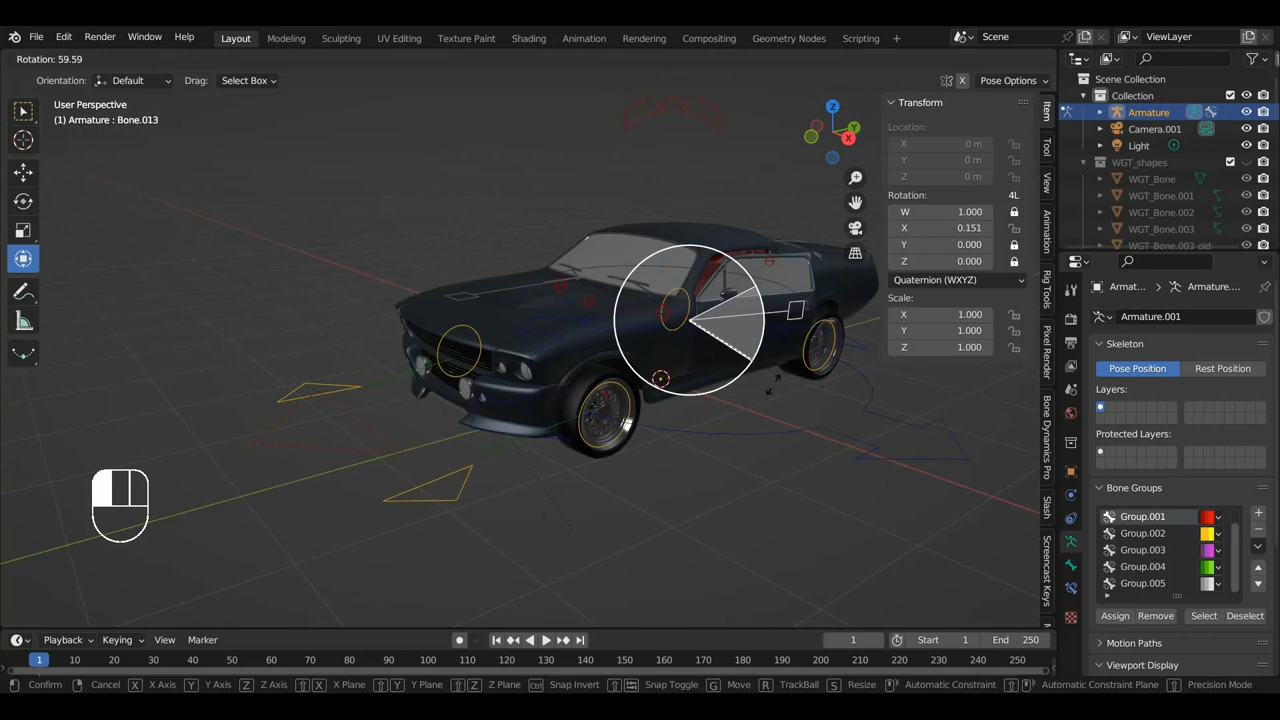 File Edit Render Window Help Layout Modeling Sculpting UV Editing Texture Paint Shading Animation Rendering Compositing Geometry Nodes Scripting + Scene ViewLayer
Rotation: 59.59
Orientation: Default Drag: Select Box X Pose Options
User Perspective
(1) Armature : Bone.013
Z
Y
X
Transform
Location:
X 0 m
Y 0 m
Z 0 m
Rotation: 4L
W 1.000
X 0.151
Y 0.000
Z 0.000
Quaternion (WXYZ)
Scale:
X 1.000
Y 1.000
Z 1.000
Item
Tool
View
Animation
Rig Tools
Pixel Render
Bone Dynamics Pro
Slash
Screencast Keys
M
Scene Collection
Collection
Armature
Camera.001
Light
WGT_shapes
WGT_Bone
WGT_Bone.001
WGT_Bone.002
WGT_Bone.003
WGT_Bone.003_old
Armat... Armature....
Armature.001
Skeleton
Pose Position Rest Position
Layers:
Protected Layers:
Bone Groups
Group.001
Group.002
Group.003
Group.004
Group.005
Assign Remove Select Deselect
Motion Paths
Viewport Display
Playback Keying View Marker 1 Start 1 End 250
1 10 20 30 40 50 60 70 80 90 100 110 120 130 140 150 160 170 180 190 200 210 220 230 240 250
Confirm Cancel X X Axis Y Y Axis Z Z Axis X X Plane Y Y Plane Z Z Plane Ctrl Snap Invert Snap Toggle G Move R TrackBall S Resize Automatic Constraint Automatic Constraint Plane Precision Mode